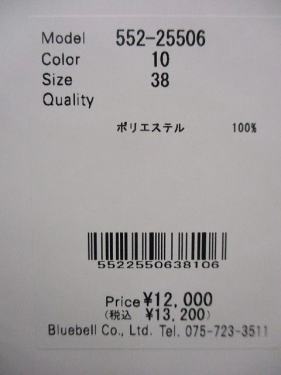 Model 552-25506
Color 10
Size 38
Quality
ポリエステル 100%
5522550638106
Price ¥12,000
(税込 ¥13,200)
Bluebell Co., Ltd. Tel. 075-723-3511